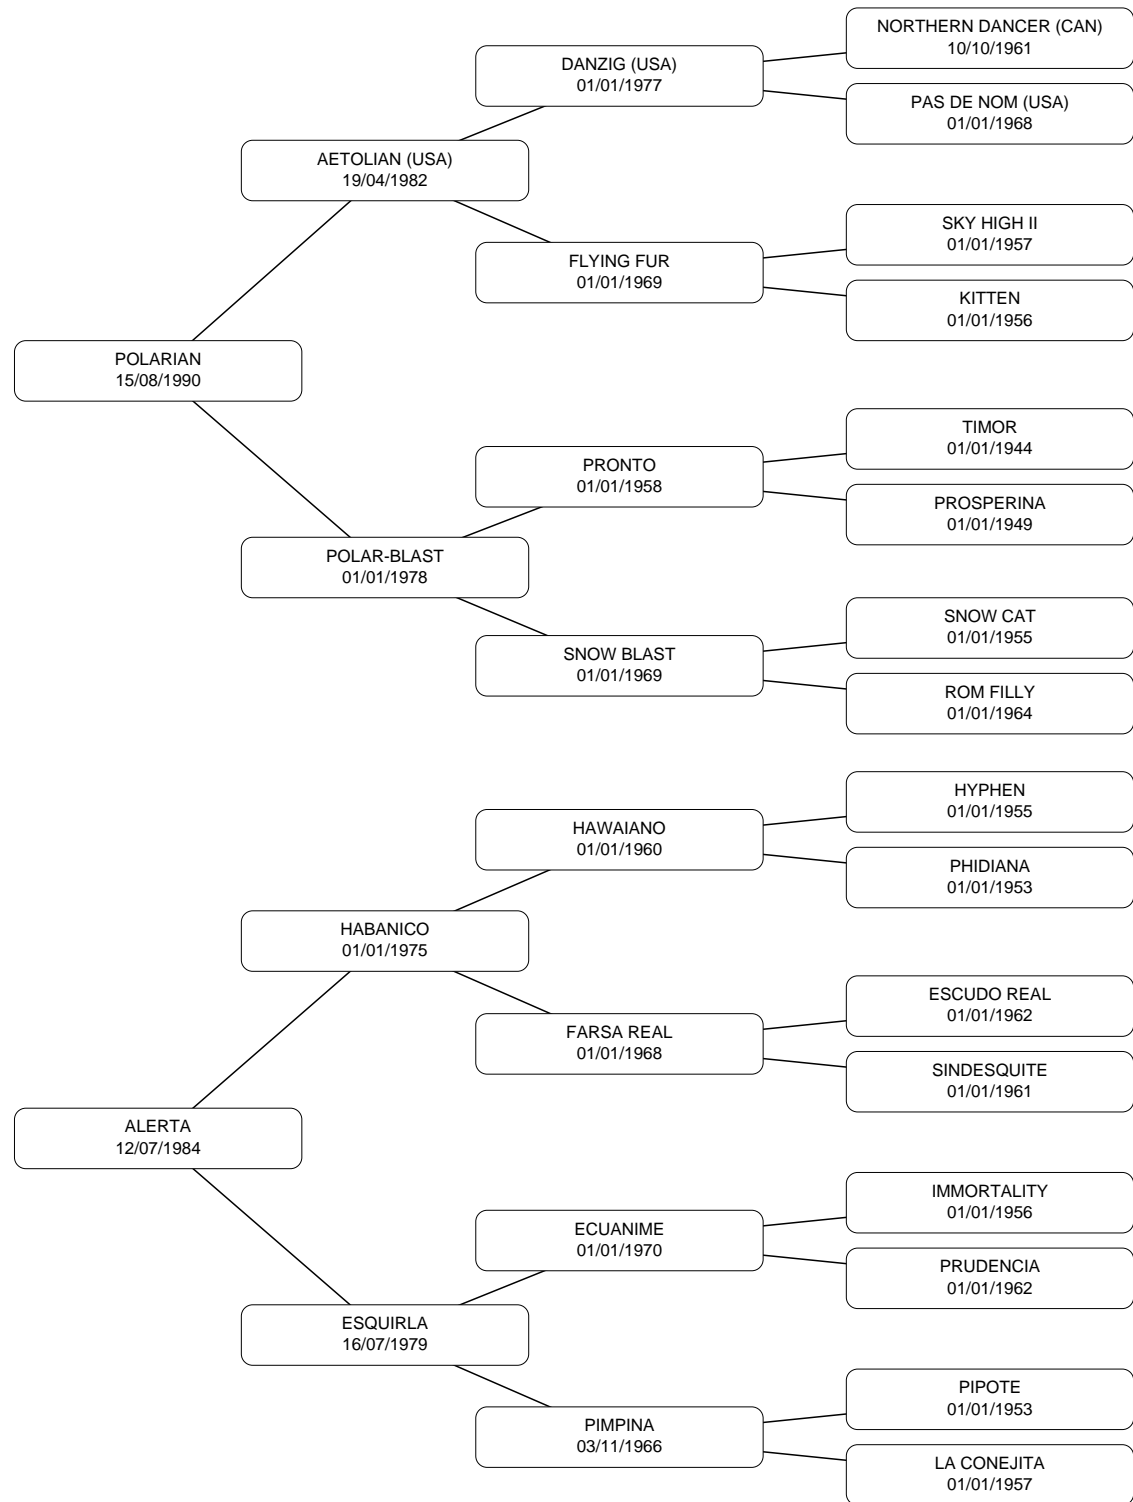 NORTHERN DANCER (CAN)
10/10/1961
DANZIG (USA)
01/01/1977
PAS DE NOM (USA)
01/01/1968
AETOLIAN (USA)
19/04/1982
SKY HIGH II
01/01/1957
FLYING FUR
01/01/1969
KITTEN
01/01/1956
POLARIAN
15/08/1990
TIMOR
01/01/1944
PRONTO
01/01/1958
PROSPERINA
01/01/1949
POLAR-BLAST
01/01/1978
SNOW CAT
01/01/1955
SNOW BLAST
01/01/1969
ROM FILLY
01/01/1964
HYPHEN
01/01/1955
HAWAIANO
01/01/1960
PHIDIANA
01/01/1953
HABANICO
01/01/1975
ESCUDO REAL
01/01/1962
FARSA REAL
01/01/1968
SINDESQUITE
01/01/1961
ALERTA
12/07/1984
IMMORTALITY
01/01/1956
ECUANIME
01/01/1970
PRUDENCIA
01/01/1962
ESQUIRLA
16/07/1979
PIPOTE
01/01/1953
PIMPINA
03/11/1966
LA CONEJITA
01/01/1957